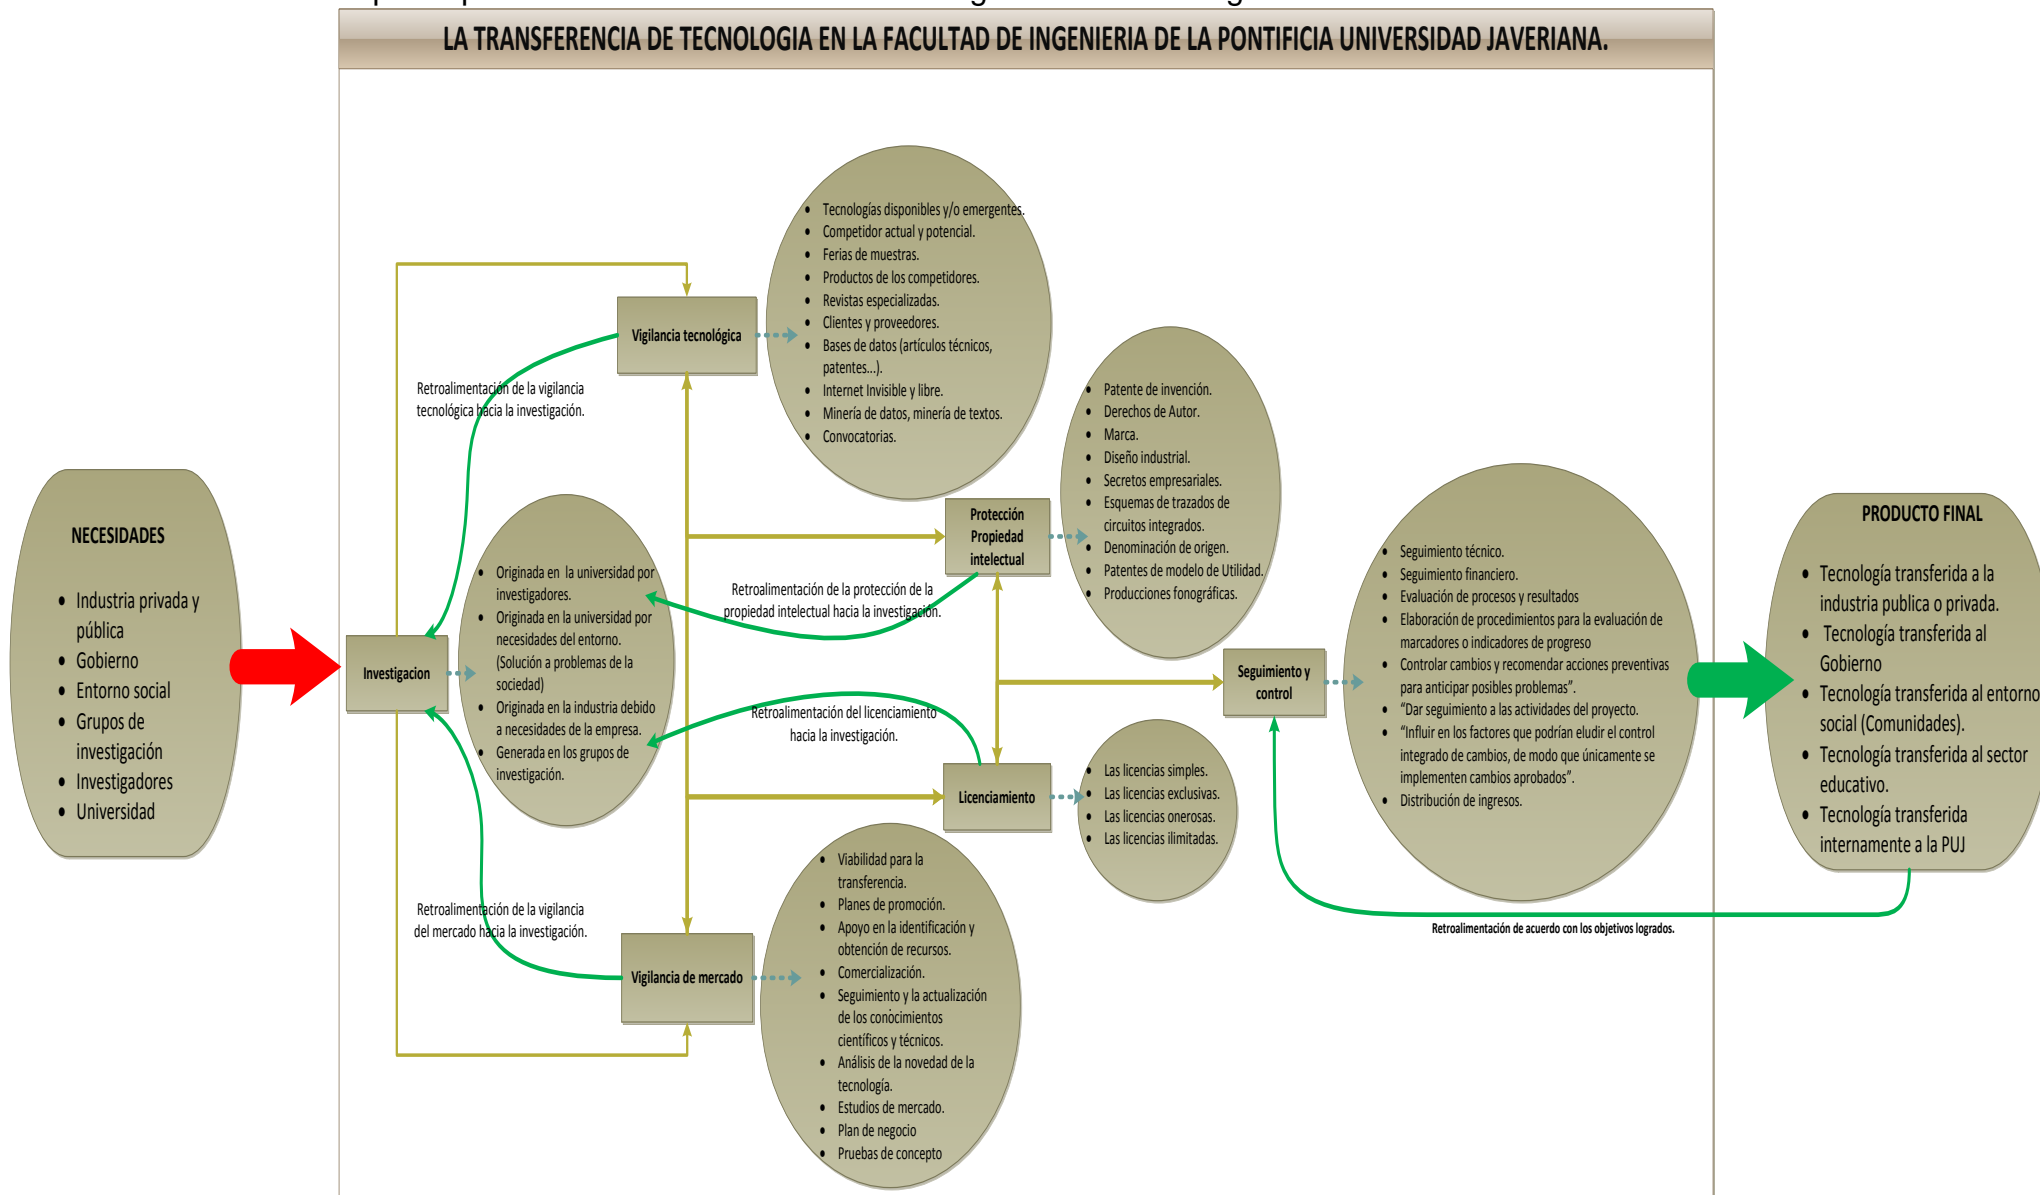 LA TRANSFERENCIA DE TECNOLOGIA EN LA FACULTAD DE INGENIERIA DE LA PONTIFICIA UNIVERSIDAD JAVERIANA.
NECESIDADES
• Industria privada y
pública
• Gobierno
• Entorno social
• Grupos de
investigación
• Investigadores
• Universidad
Investigacion
• Originada en la universidad por
investigadores.
• Originada en la universidad por
necesidades del entorno.
(Solución a problemas de la
sociedad)
• Originada en la industria debido
a necesidades de la empresa.
• Generada en los grupos de
investigación.
Retroalimentación de la vigilancia
tecnológica hacia la investigación.
Vigilancia tecnológica
• Tecnologías disponibles y/o emergentes.
• Competidor actual y potencial.
• Ferias de muestras.
• Productos de los competidores.
• Revistas especializadas.
• Clientes y proveedores.
• Bases de datos (artículos técnicos,
patentes...).
• Internet Invisible y libre.
• Minería de datos, minería de textos.
• Convocatorias.
Retroalimentación de la vigilancia
del mercado hacia la investigación.
Vigilancia de mercado
• Viabilidad para la
transferencia.
• Planes de promoción.
• Apoyo en la identificación y
obtención de recursos.
• Comercialización.
• Seguimiento y la actualización
de los conocimientos
científicos y técnicos.
• Análisis de la novedad de la
tecnología.
• Estudios de mercado.
• Plan de negocio
• Pruebas de concepto
Retroalimentación de la protección de la
propiedad intelectual hacia la investigación.
Protección
Propiedad
intelectual
• Patente de invención.
• Derechos de Autor.
• Marca.
• Diseño industrial.
• Secretos empresariales.
• Esquemas de trazados de
circuitos integrados.
• Denominación de origen.
• Patentes de modelo de Utilidad.
• Producciones fonográficas.
Retroalimentación del licenciamiento
hacia la investigación.
Licenciamiento
• Las licencias simples.
• Las licencias exclusivas.
• Las licencias onerosas.
• Las licencias ilimitadas.
Seguimiento y
control
• Seguimiento técnico.
• Seguimiento financiero.
• Evaluación de procesos y resultados
• Elaboración de procedimientos para la evaluación de
marcadores o indicadores de progreso
• Controlar cambios y recomendar acciones preventivas
para anticipar posibles problemas”.
• “Dar seguimiento a las actividades del proyecto.
• “Influir en los factores que podrían eludir el control
integrado de cambios, de modo que únicamente se
implementen cambios aprobados”.
• Distribución de ingresos.
PRODUCTO FINAL
• Tecnología transferida a la
industria publica o privada.
• Tecnología transferida al
Gobierno
• Tecnología transferida al entorno
social (Comunidades).
• Tecnología transferida al sector
educativo.
• Tecnología transferida
internamente a la PUJ
Retroalimentación de acuerdo con los objetivos logrados.